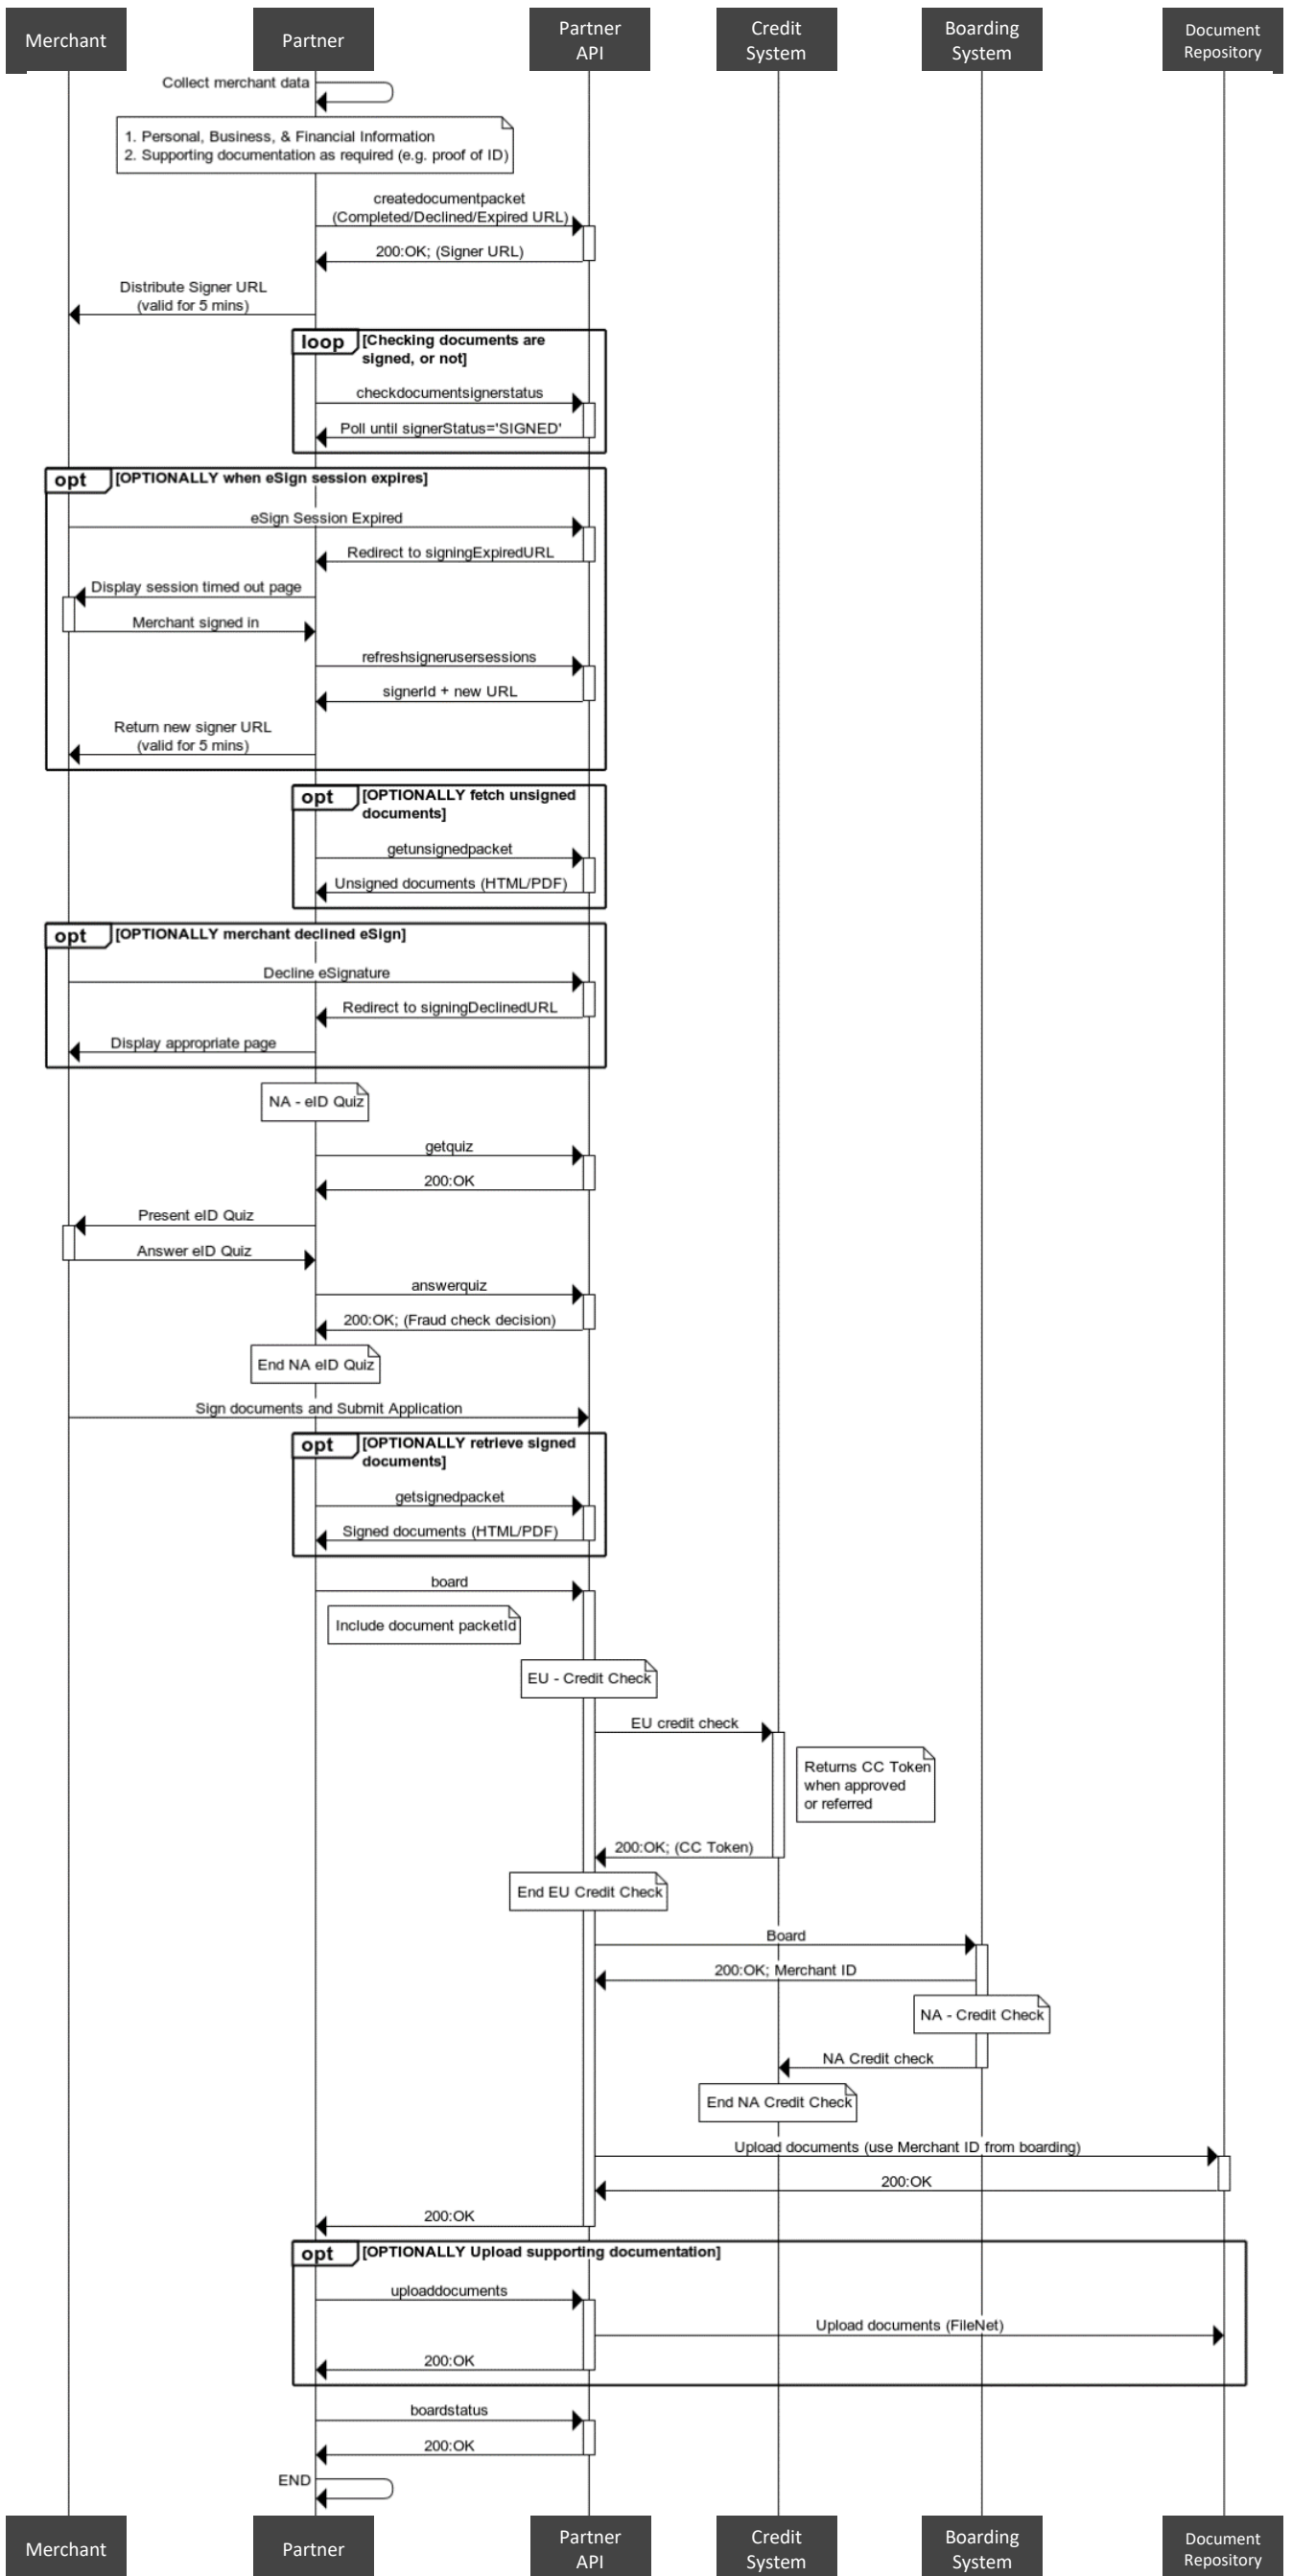 Merchant
Partner
Partner
API
Credit
System
Boarding
System
Document
Repository
Collect merchant data
1. Personal, Business, & Financial Information
2. Supporting documentation as required (e.g. proof of ID)
createdocumentpacket
(Completed/Declined/Expired URL)
200:OK; (Signer URL)
Distribute Signer URL
(valid for 5 mins)
loop
[Checking documents are
signed, or not]
checkdocumentsignerstatus
Poll until signerStatus='SIGNED'
opt
[OPTIONALLY when eSign session expires]
eSign Session Expired
Redirect to signingExpiredURL
Display session timed out page
Merchant signed in
refreshsignerusersessions
signerId + new URL
Return new signer URL
(valid for 5 mins)
opt
[OPTIONALLY fetch unsigned
documents]
getunsignedpacket
Unsigned documents (HTML/PDF)
opt
[OPTIONALLY merchant declined eSign]
Decline eSignature
Redirect to signingDeclinedURL
Display appropriate page
NA - eID Quiz
getquiz
200:OK
Present eID Quiz
Answer eID Quiz
answerquiz
200:OK; (Fraud check decision)
End NA eID Quiz
Sign documents and Submit Application
opt
[OPTIONALLY retrieve signed
documents]
getsignedpacket
Signed documents (HTML/PDF)
board
Include document packetId
EU - Credit Check
EU credit check
Returns CC Token
when approved
or referred
200:OK; (CC Token)
End EU Credit Check
Board
200:OK; Merchant ID
NA - Credit Check
NA Credit check
End NA Credit Check
Upload documents (use Merchant ID from boarding)
200:OK
200:OK
opt
[OPTIONALLY Upload supporting documentation]
uploaddocuments
Upload documents (FileNet)
200:OK
boardstatus
200:OK
END
Merchant
Partner
Partner
API
Credit
System
Boarding
System
Document
Repository